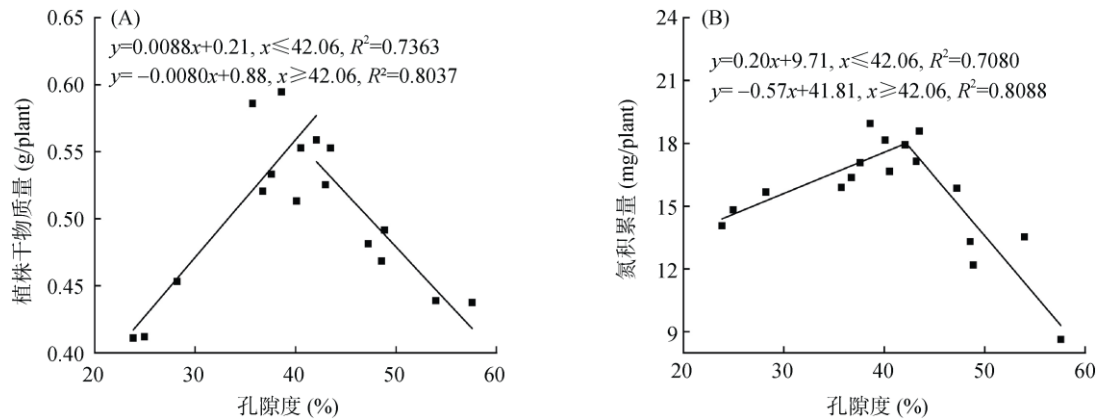 (A)
y=0.0088x+0.21, x≤42.06, R²=0.7363
y= −0.0080x+0.88, x≥42.06, R²=0.8037
植株干物质量 (g/plant)
0.65
0.60
0.55
0.50
0.45
0.40
20
30
40
50
60
孔隙度 (%)
(B)
y=0.20x+9.71, x≤42.06, R²=0.7080
y= −0.57x+41.81, x≥42.06, R²=0.8088
氮积累量 (mg/plant)
24
21
18
15
12
9
20
30
40
50
60
孔隙度 (%)